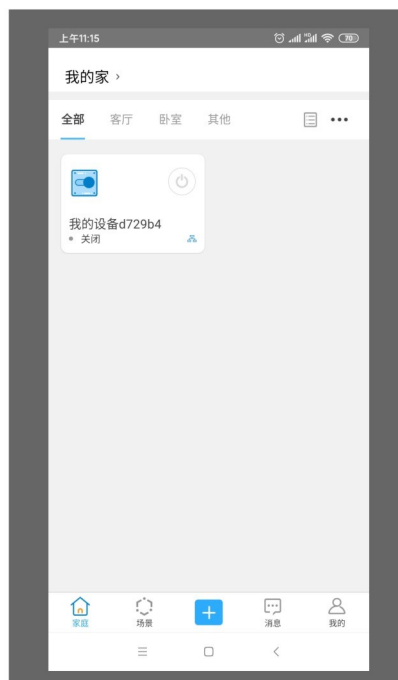 上午11:15
70
我的家 ›
全部 客厅 卧室 其他
我的设备d729b4
关闭
家庭 场景 消息 我的